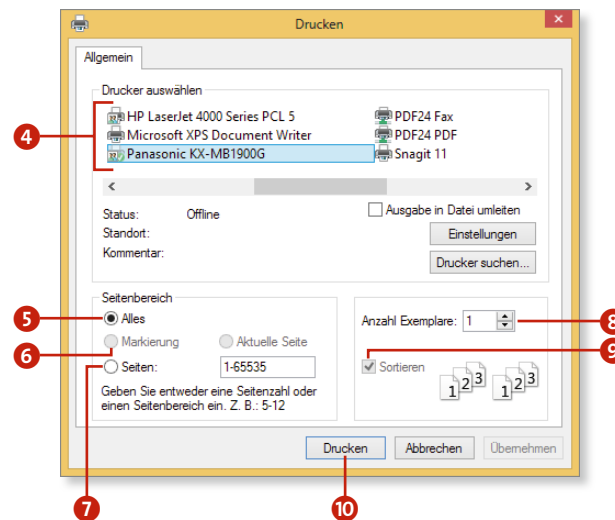 Drucken
Allgemein
Drucker auswählen
4
HP LaserJet 4000 Series PCL 5
PDF24 Fax
Microsoft XPS Document Writer
PDF24 PDF
Panasonic KX-MB1900G
Snagit 11
Status: Offline
Ausgabe in Datei umleiten
Standort:
Einstellungen
Kommentar:
Drucker suchen...
Seitenbereich
5
Alles
Anzahl Exemplare: 1
8
6
Markierung
Aktuelle Seite
9
Seiten: 1-65535
Sortieren
1 2 3 1 2 3
Geben Sie entweder eine Seitenzahl oder
einen Seitenbereich ein. Z. B.: 5-12
Drucken
Abbrechen
Übernehmen
7
10